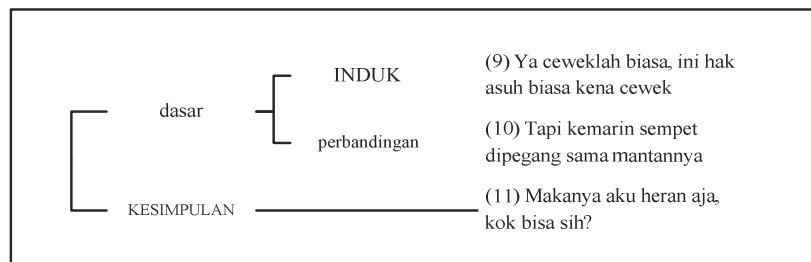 (9) Ya ceweklah biasa, ini hak
INDUK
asuh biasa kena cewek
dasar
(10) Tapi kemarin sempet
perbandingan
dipegang sama mantannya
(11) Makanya aku heran aja,
KESIMPULAN
kok bisa sih?